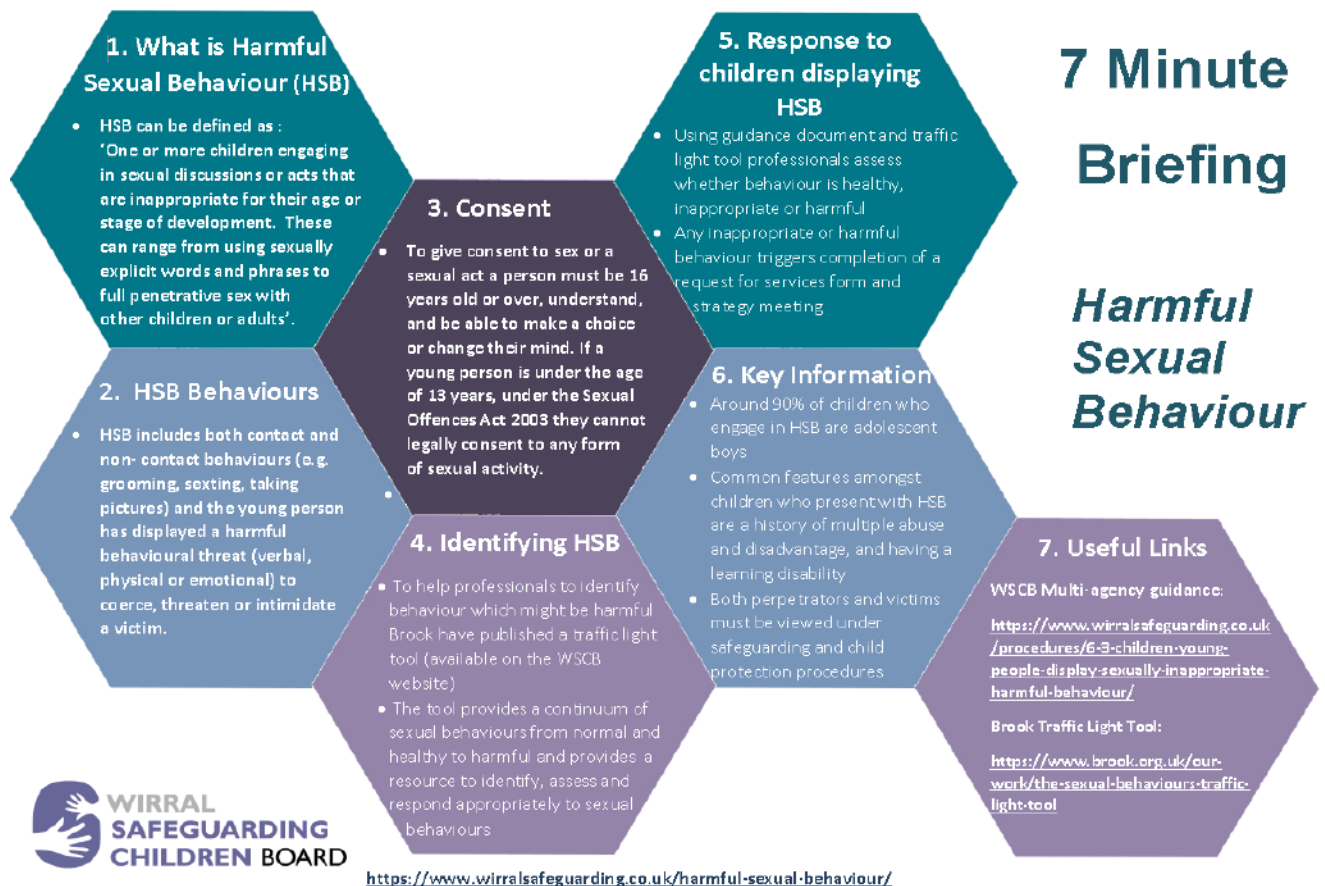 7 Minute
Briefing
Harmful
Sexual
Behaviour
1. What is Harmful
Sexual Behaviour (HSB)
• HSB can be defined as :
‘One or more children engaging
in sexual discussions or acts that
are inappropriate for their age or
stage of development. These
can range from using sexually
explicit words and phrases to
full penetrative sex with
other children or adults’.
2. HSB Behaviours
• HSB includes both contact and
non- contact behaviours (e.g.
grooming, sexting, taking
pictures) and the young person
has displayed a harmful
behavioural threat (verbal,
physical or emotional) to
coerce, threaten or intimidate
a victim.
3. Consent
• To give consent to sex or a
sexual act a person must be 16
years old or over, understand,
and be able to make a choice
or change their mind. If a
young person is under the age
of 13 years, under the Sexual
Offences Act 2003 they cannot
legally consent to any form
of sexual activity.
•
4. Identifying HSB
• To help professionals to identify
behaviour which might be harmful
Brook have published a traffic light
tool (available on the WSCB
website)
• The tool provides a continuum of
sexual behaviours from normal and
healthy to harmful and provides a
resource to identify, assess and
respond appropriately to sexual
behaviours
5. Response to
children displaying
HSB
• Using guidance document and traffic
light tool professionals assess
whether behaviour is healthy,
inappropriate or harmful
• Any inappropriate or harmful
behaviour triggers completion of a
request for services form and
strategy meeting
6. Key Information
• Around 90% of children who
engage in HSB are adolescent
boys
• Common features amongst
children who present with HSB
are a history of multiple abuse
and disadvantage, and having a
learning disability
• Both perpetrators and victims
must be viewed under
safeguarding and child
protection procedures
7. Useful Links
WSCB Multi-agency guidance:
https://www.wirralsafeguarding.co.uk
/procedures/6-3-children-young-
people-display-sexually-inappropriate-
harmful-behaviour/
Brook Traffic Light Tool:
https://www.brook.org.uk/our-
work/the-sexual-behaviours-traffic-
light-tool
WIRRAL
SAFEGUARDING
CHILDREN BOARD
https://www.wirralsafeguarding.co.uk/harmful-sexual-behaviour/